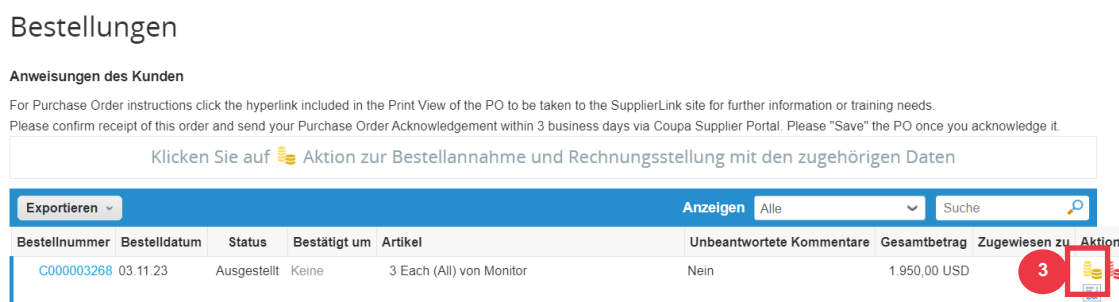 Bestellungen
Anweisungen des Kunden
For Purchase Order instructions click the hyperlink included in the Print View of the PO to be taken to the SupplierLink site for further information or training needs.
Please confirm receipt of this order and send your Purchase Order Acknowledgement within 3 business days via Coupa Supplier Portal. Please "Save" the PO once you acknowledge it.
Klicken Sie auf Aktion zur Bestellannahme und Rechnungsstellung mit den zugehörigen Daten
Exportieren Anzeigen Alle Suche
Bestellnummer Bestelldatum Status Bestätigt um Artikel Unbeantwortete Kommentare Gesamtbetrag Zugewiesen zu Aktion
C000003268 03.11.23 Ausgestellt Keine 3 Each (All) von Monitor Nein 1.950,00 USD 3